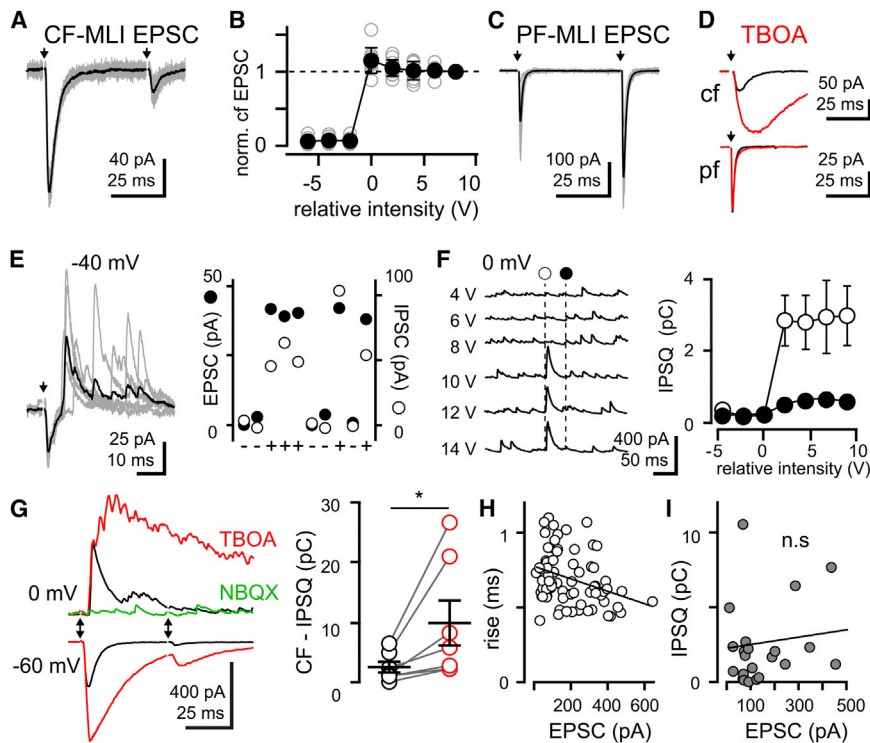 A
CF-MLI EPSC
40 pA
25 ms
B
norm. cf EPSC
1
0
-5 0 5 10
relative intensity (V)
C
PF-MLI EPSC
100 pA
25 ms
D
TBOA
cf
50 pA
25 ms
pf
25 pA
25 ms
E
-40 mV
25 pA
10 ms
50
0
EPSC (pA)
100
0
IPSC (pA)
- - + + + - - + - +
F
0 mV
4 V
6 V
8 V
10 V
12 V
14 V
400 pA
50 ms
IPSQ (pC)
4
2
0
-5 0 5 10
relative intensity (V)
G
TBOA
NBQX
0 mV
-60 mV
400 pA
25 ms
CF - IPSQ (pC)
30
20
10
0
*
H
rise (ms)
1
0
200 400 600
EPSC (pA)
I
n.s
IPSQ (pC)
10
0
100 300 500
EPSC (pA)